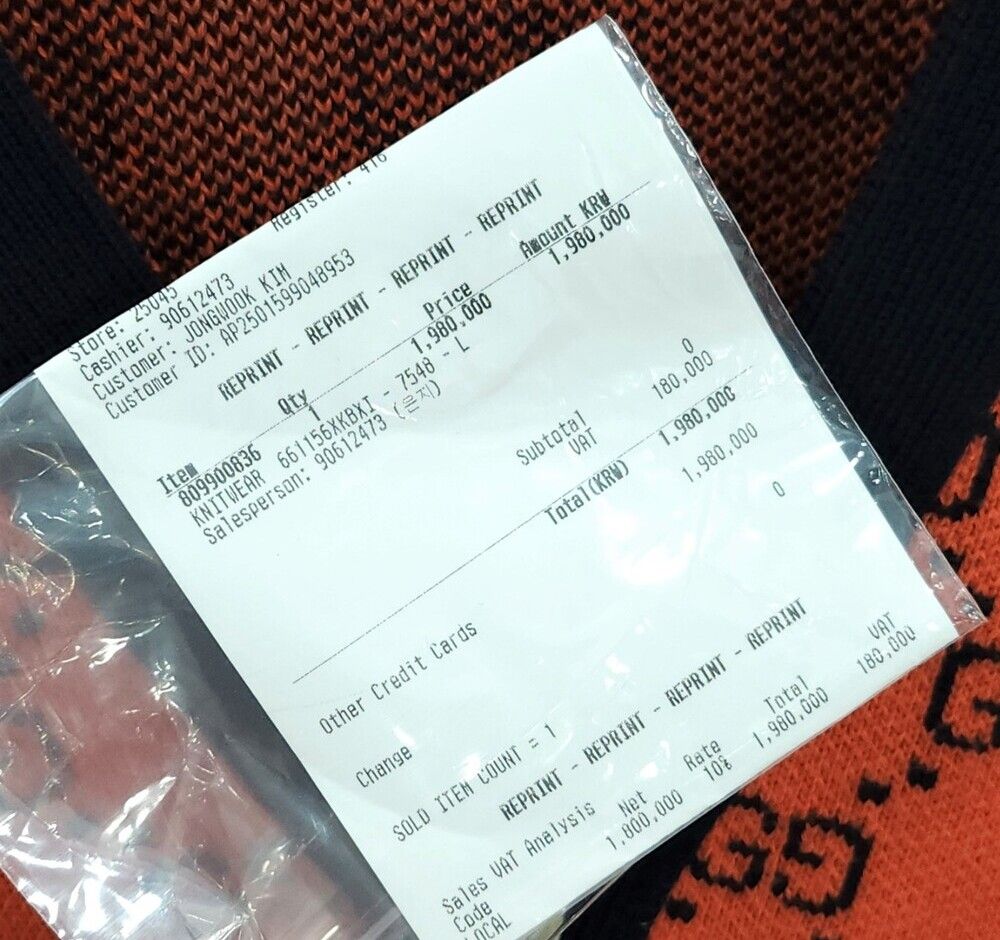 Register: 416
Store: 25045
Cashier: 90612473
Customer: JONGWOOK KIM
Customer ID: AP2501599048953
REPRINT - REPRINT - REPRINT - REPRINT - REPRINT
Item Qty Price Amount KRW
809900836 1 1,980,000 1,980,000
KNITWEAR 661156XKBXI - 7548 - L
Salesperson: 90612473 (은지)
Subtotal 0
VAT 180,000
Total(KRW) 1,980,000
Other Credit Cards 1,980,000
Change 0
SOLD ITEM COUNT = 1
REPRINT - REPRINT - REPRINT - REPRINT
Sales VAT Analysis
Code Net Rate Total VAT
LOCAL 1,800,000 10% 1,980,000 180,000